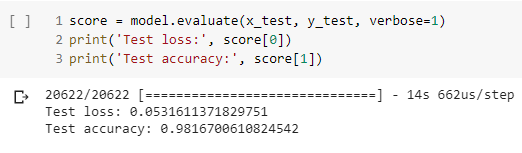 [ ] 1 score = model.evaluate(x_test, y_test, verbose=1)
2 print('Test loss:', score[0])
3 print('Test accuracy:', score[1])
20622/20622 [==============================] - 14s 662us/step
Test loss: 0.0531611371829751
Test accuracy: 0.9816700610824542